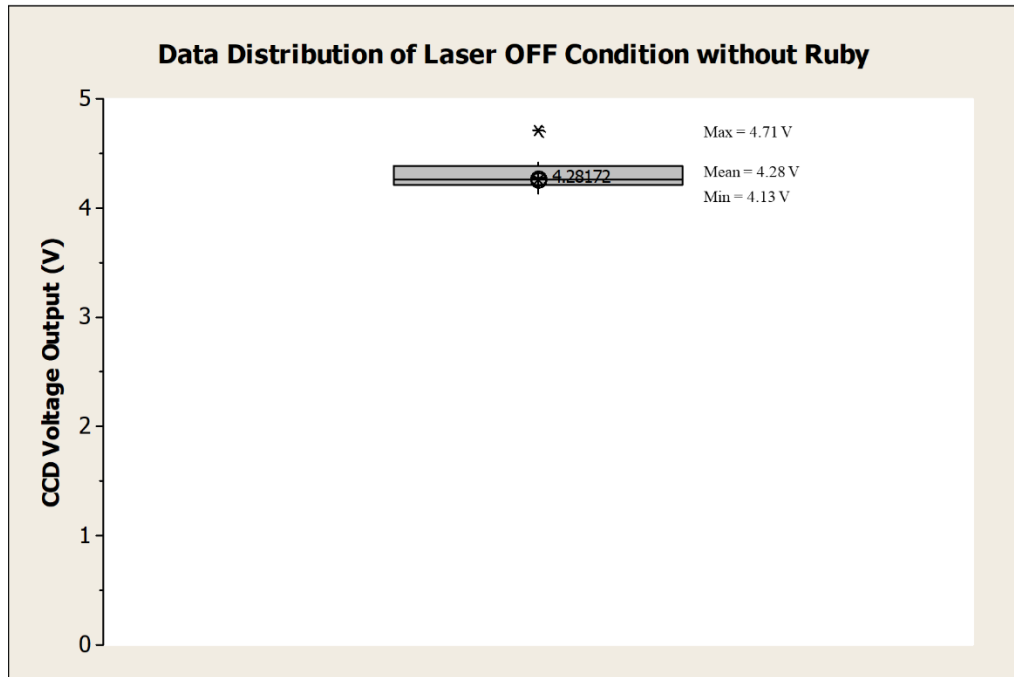 Data Distribution of Laser OFF Condition without Ruby
CCD Voltage Output (V)
5
4
3
2
1
0
4.28172
Max = 4.71 V
Mean = 4.28 V
Min = 4.13 V